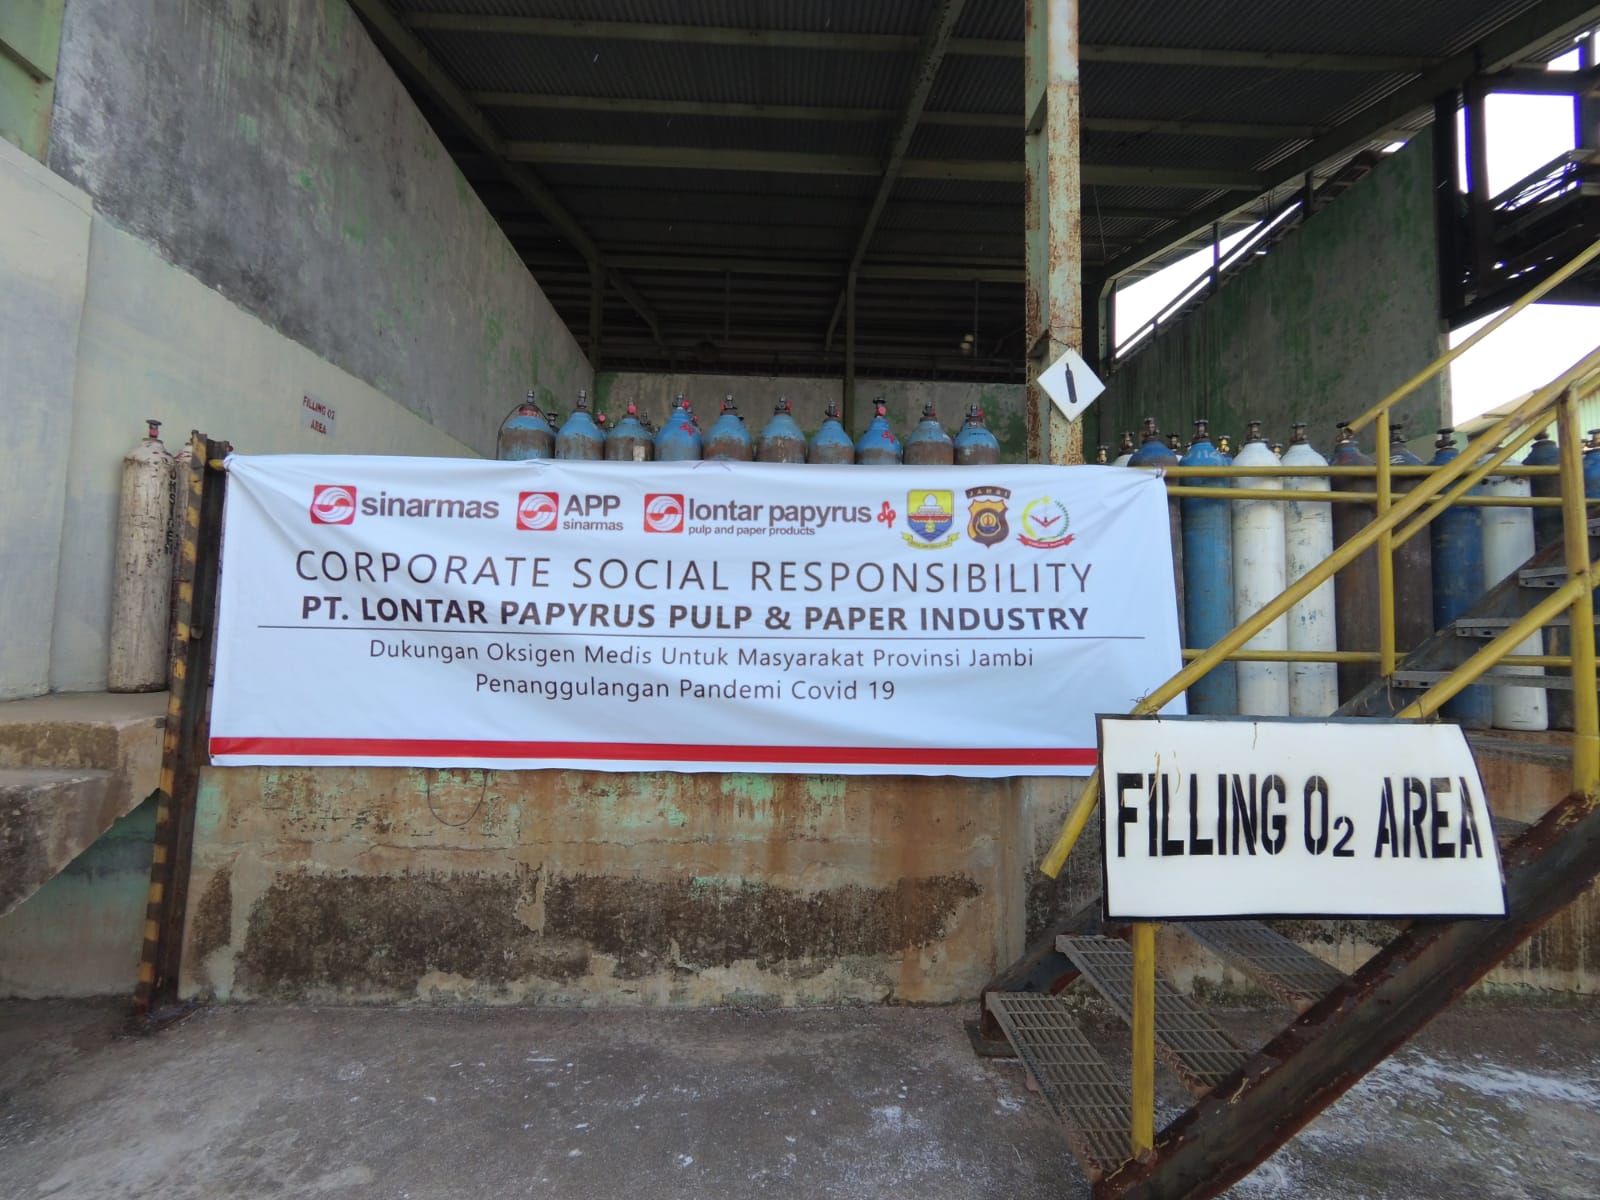 FILLING O2
AREA
sinarmas
APP
sinarmas
lontar papyrus
pulp and paper products
JAMBI
CORPORATE SOCIAL RESPONSIBILITY
PT. LONTAR PAPYRUS PULP & PAPER INDUSTRY
Dukungan Oksigen Medis Untuk Masyarakat Provinsi Jambi
Penanggulangan Pandemi Covid 19
FILLING O2 AREA